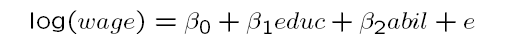 log(wage) = β₀ + β₁educ + β₂abil + e